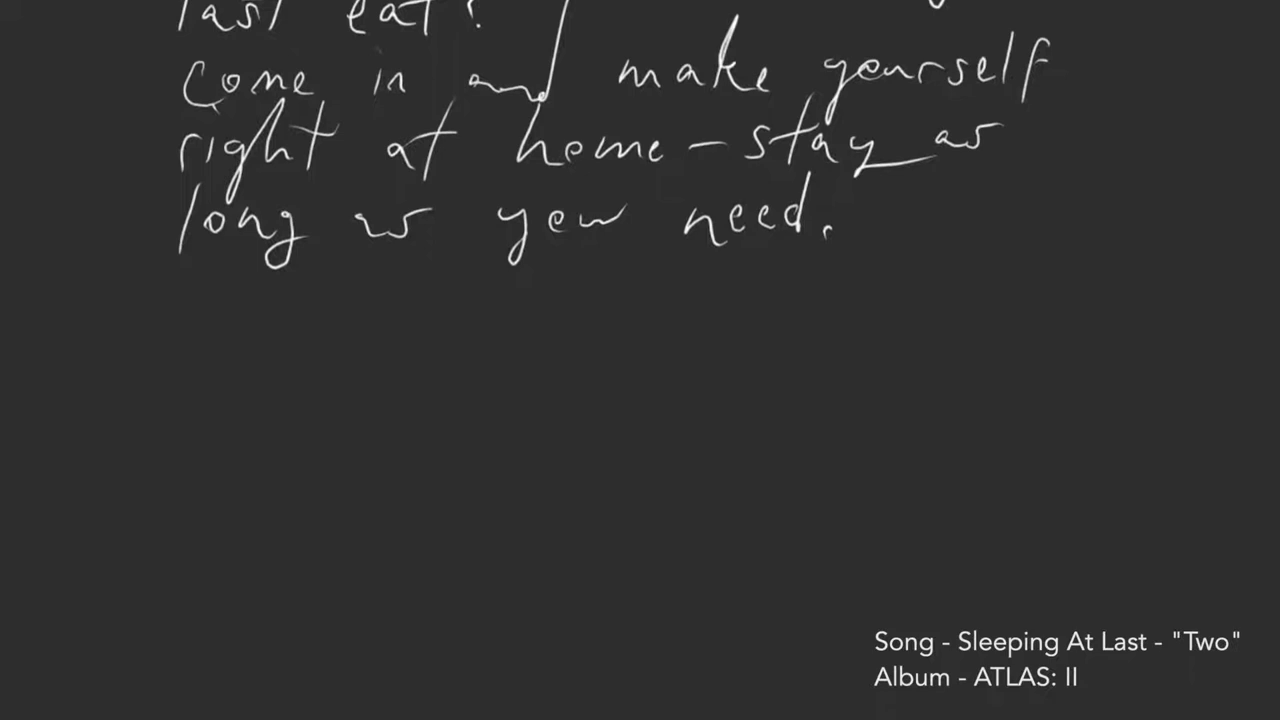 last eat?
come in and make yourself
right at home – stay as
long as you need.
Song - Sleeping At Last - "Two"
Album - ATLAS: II